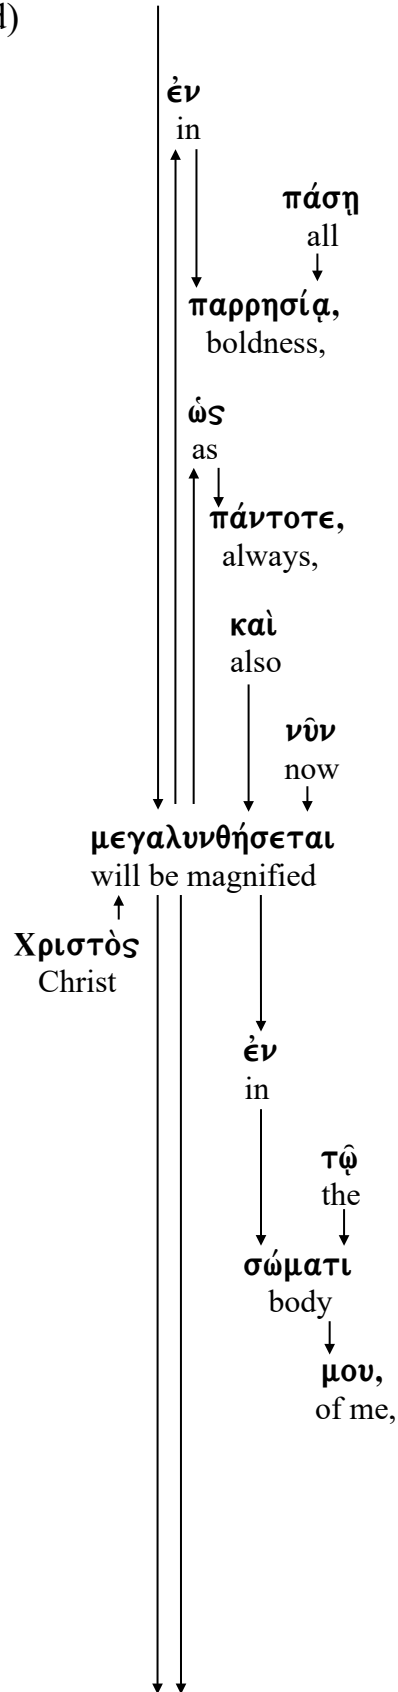 d)
ἐν
in
πάσῃ
all
παρρησίᾳ,
boldness,
ὡς
as
πάντοτε,
always,
καὶ
also
νῦν
now
μεγαλυνθήσεται
will be magnified
Χριστὸς
Christ
ἐν
in
τῷ
the
σώματι
body
μου,
of me,